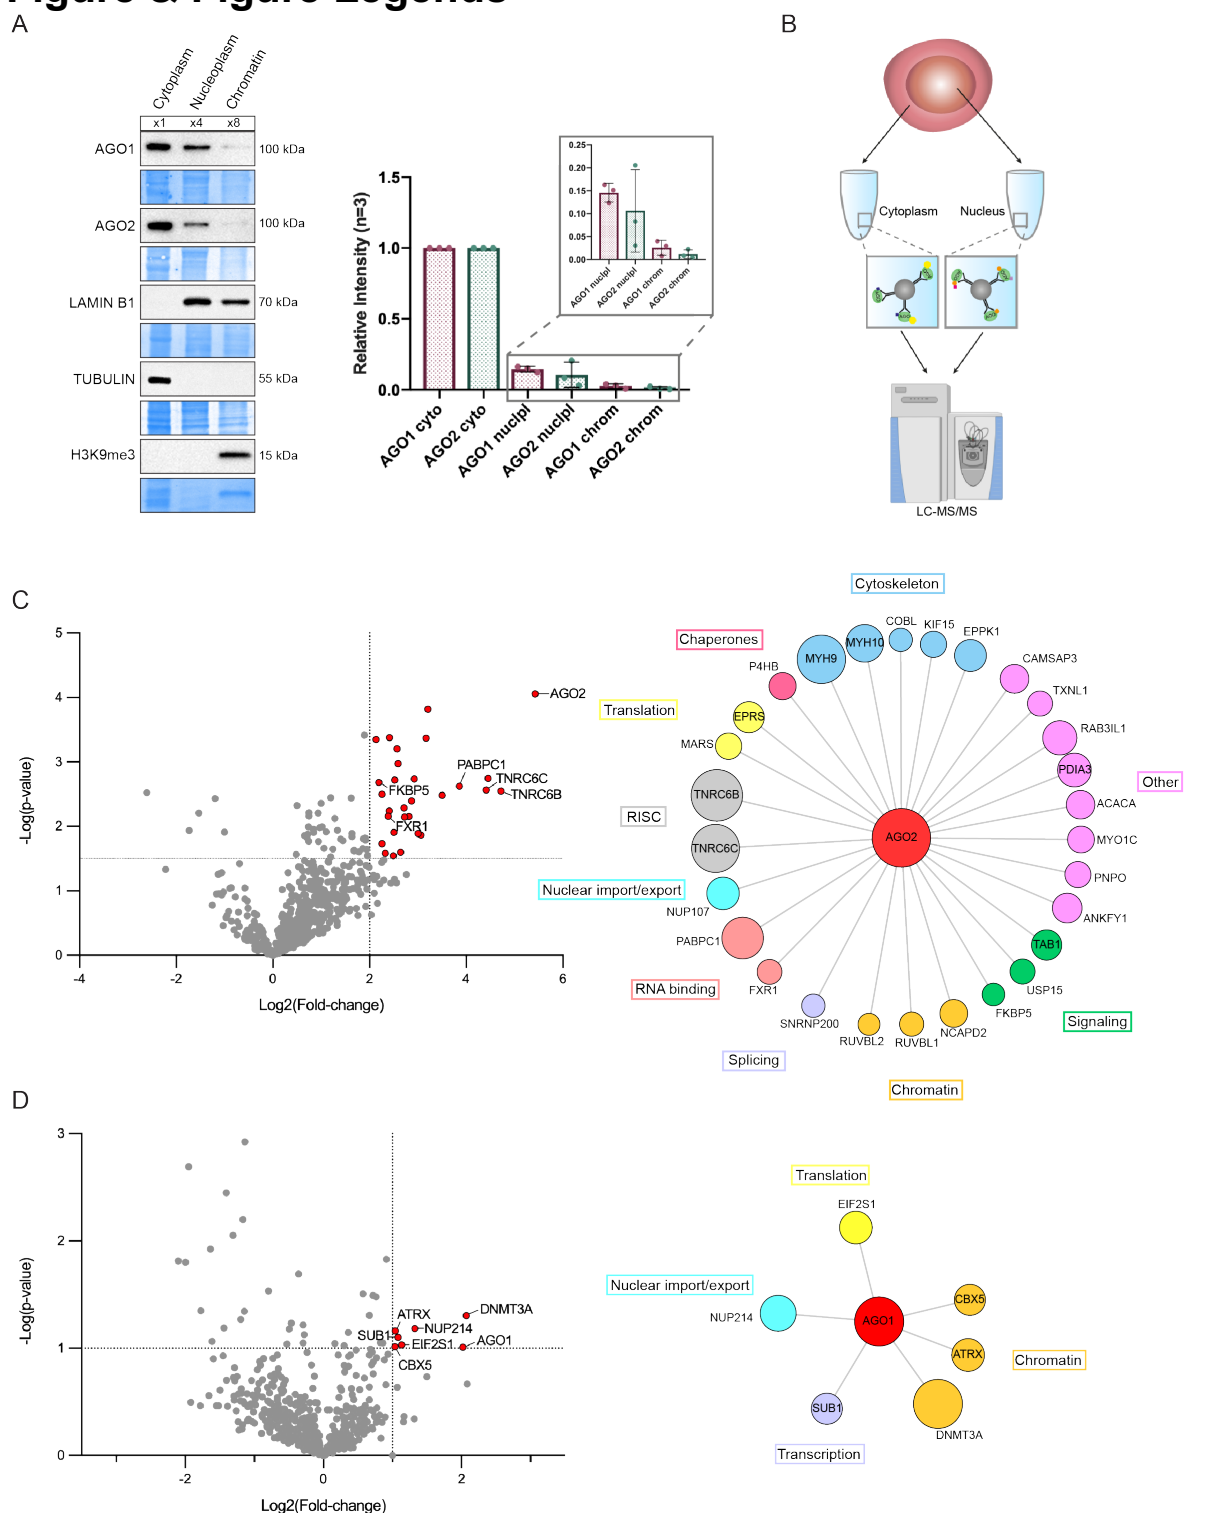 Figure & Figure Legends
A
Cytoplasm
Nucleoplasm
Chromatin
x1 x4 x8
AGO1 100 kDa
AGO2 100 kDa
LAMIN B1 70 kDa
TUBULIN 55 kDa
H3K9me3 15 kDa
Relative Intensity (n=3)
1.5
1.0
0.5
0.0
AGO1 cyto
AGO2 cyto
AGO1 nuclpl
AGO2 nuclpl
AGO1 chrom
AGO2 chrom
0.25
0.20
0.15
0.10
0.05
0.00
AGO1 nuclpl
AGO2 nuclpl
AGO1 chrom
AGO2 chrom
B
Cytoplasm
Nucleus
LC-MS/MS
C
-Log(p-value)
5
4
3
2
1
0
-4 -2 0 2 4 6
Log2(Fold-change)
AGO2
PABPC1
TNRC6C
TNRC6B
FKBP5
FXR1
Cytoskeleton
Chaperones
Translation
RISC
Nuclear import/export
RNA binding
Splicing
Chromatin
Signaling
Other
AGO2
MYH9
MYH10
COBL
KIF15
EPPK1
CAMSAP3
TXNL1
RAB3IL1
PDIA3
ACACA
MYO1C
PNPO
ANKFY1
TAB1
USP15
FKBP5
NCAPD2
RUVBL1
RUVBL2
SNRNP200
FXR1
PABPC1
NUP107
TNRC6C
TNRC6B
MARS
EPRS
P4HB
D
-Log(p-value)
3
2
1
0
-2 0 2
Log2(Fold-change)
DNMT3A
ATRX
NUP214
SUB1
EIF2S1
AGO1
CBX5
Translation
EIF2S1
Nuclear import/export
NUP214
AGO1
CBX5
ATRX
Chromatin
SUB1
DNMT3A
Transcription